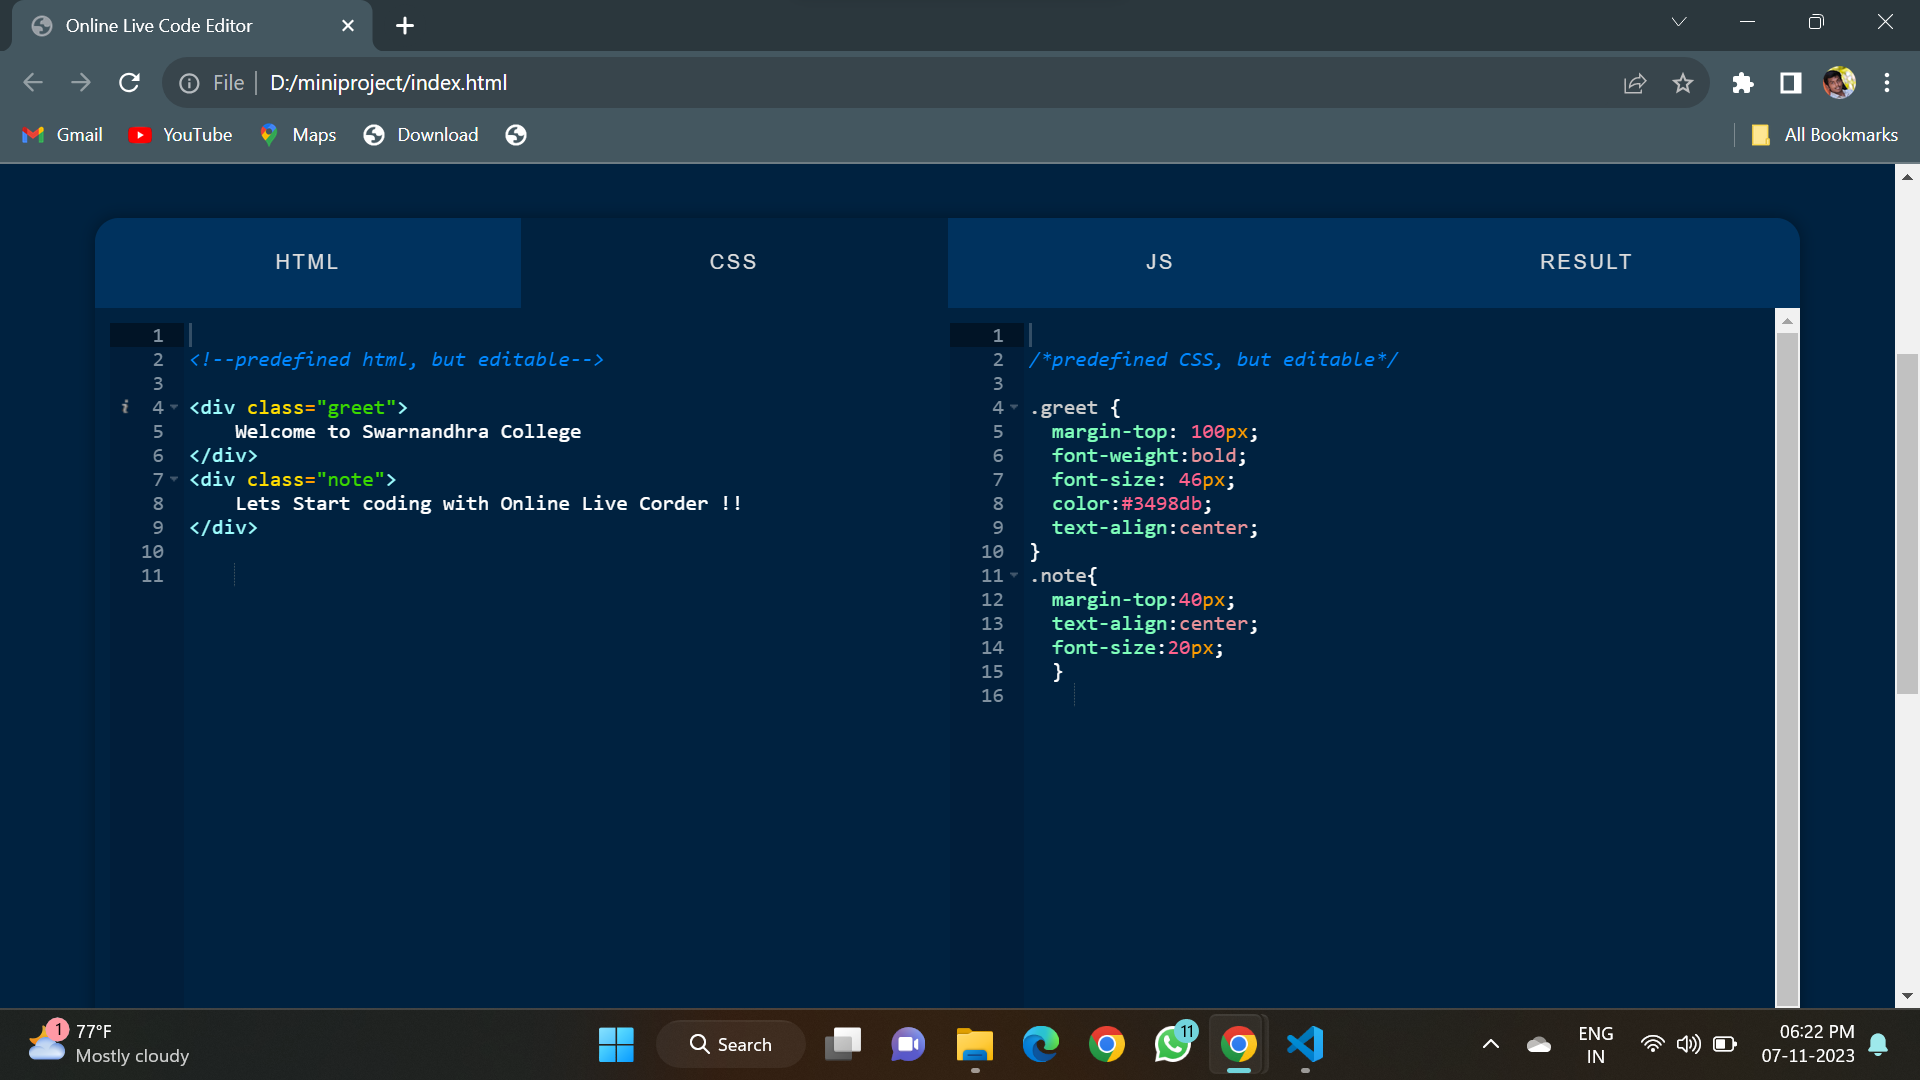 Online Live Code Editor
File
D:/miniproject/index.html
Gmail
YouTube
Maps
Download
All Bookmarks
HTML
CSS
JS
RESULT
1
2 <!--predefined html, but editable-->
3
i 4 <div class="greet">
5 Welcome to Swarnandhra College
6 </div>
7 <div class="note">
8 Lets Start coding with Online Live Corder !!
9 </div>
10
11
1
2 /*predefined CSS, but editable*/
3
4 .greet {
5 margin-top: 100px;
6 font-weight:bold;
7 font-size: 46px;
8 color:#3498db;
9 text-align:center;
10 }
11 .note{
12 margin-top:40px;
13 text-align:center;
14 font-size:20px;
15 }
16
1
77°F
Mostly cloudy
Search
11
ENG
IN
06:22 PM
07-11-2023